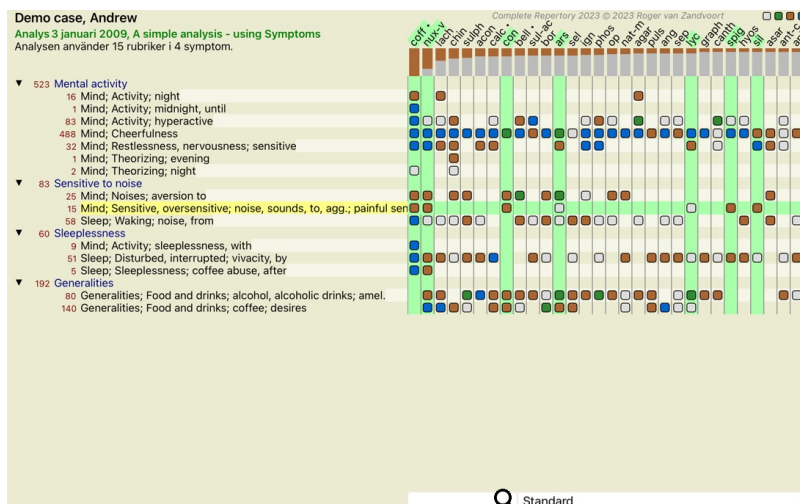 Demo case, Andrew
Complete Repertory 2023 © 2023 Roger van Zandvoort
Analys 3 januari 2009, A simple analysis - using Symptoms
Analysen använder 15 rubriker i 4 symptom.
coff nux-v lach chin sulph acon calc con bell sul-ac bor ars sel ign phos op nat-m agar puls ang sep lyc graph canth spig hyos sil asar ant-c
523 Mental activity
16 Mind; Activity; night
1 Mind; Activity; midnight, until
83 Mind; Activity; hyperactive
488 Mind; Cheerfulness
32 Mind; Restlessness, nervousness; sensitive
1 Mind; Theorizing; evening
2 Mind; Theorizing; night
83 Sensitive to noise
25 Mind; Noises; aversion to
15 Mind; Sensitive, oversensitive; noise, sounds, to, agg.; painful sen
58 Sleep; Waking; noise, from
60 Sleeplessness
9 Mind; Activity; sleeplessness, with
51 Sleep; Disturbed, interrupted; vivacity, by
5 Sleep; Sleeplessness; coffee abuse, after
192 Generalities
80 Generalities; Food and drinks; alcohol, alcoholic drinks; amel.
140 Generalities; Food and drinks; coffee; desires
Standard